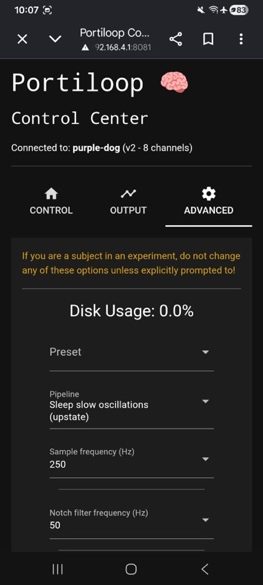 10:07
83
Portiloop Co...
92.168.4.1:8081
Portiloop 🧠
Control Center
Connected to: purple-dog (v2 - 8 channels)
CONTROL
OUTPUT
ADVANCED
If you are a subject in an experiment, do not change
any of these options unless explicitly prompted to!
Disk Usage: 0.0%
Preset
Pipeline
Sleep slow oscillations
(upstate)
Sample frequency (Hz)
250
Notch filter frequency (Hz)
50